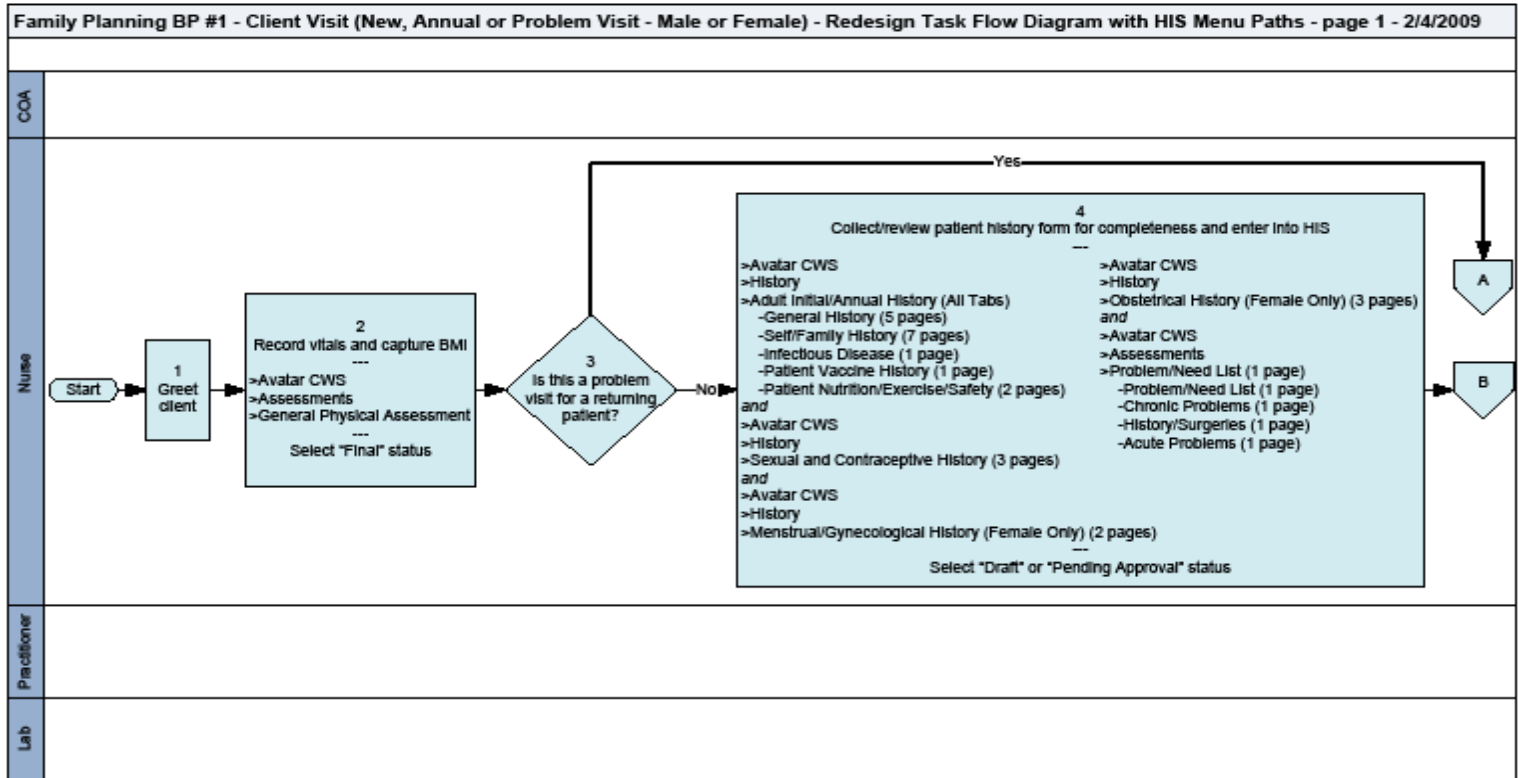 Family Planning BP #1 - Client Visit (New, Annual or Problem Visit - Male or Female) - Redesign Task Flow Diagram with HIS Menu Paths - page 1 - 2/4/2009
COA
Nurse
Start
1
Greet
client
2
Record vitals and capture BMI
---
>Avatar CWS
>Assessments
>General Physical Assessment
---
Select "Final" status
3
Is this a problem
visit for a returning
patient?
Yes
No
4
Collect/review patient history form for completeness and enter into HIS
---
>Avatar CWS
>History
>Adult Initial/Annual History (All Tabs)
-General History (5 pages)
-Self/Family History (7 pages)
-Infectious Disease (1 page)
-Patient Vaccine History (1 page)
-Patient Nutrition/Exercise/Safety (2 pages)
and
>Avatar CWS
>History
>Sexual and Contraceptive History (3 pages)
and
>Avatar CWS
>History
>Menstrual/Gynecological History (Female Only) (2 pages)
>Avatar CWS
>History
>Obstetrical History (Female Only) (3 pages)
and
>Avatar CWS
>Assessments
>Problem/Need List (1 page)
-Problem/Need List (1 page)
-Chronic Problems (1 page)
-History/Surgeries (1 page)
-Acute Problems (1 page)
---
Select "Draft" or "Pending Approval" status
A
B
Practitioner
Lab